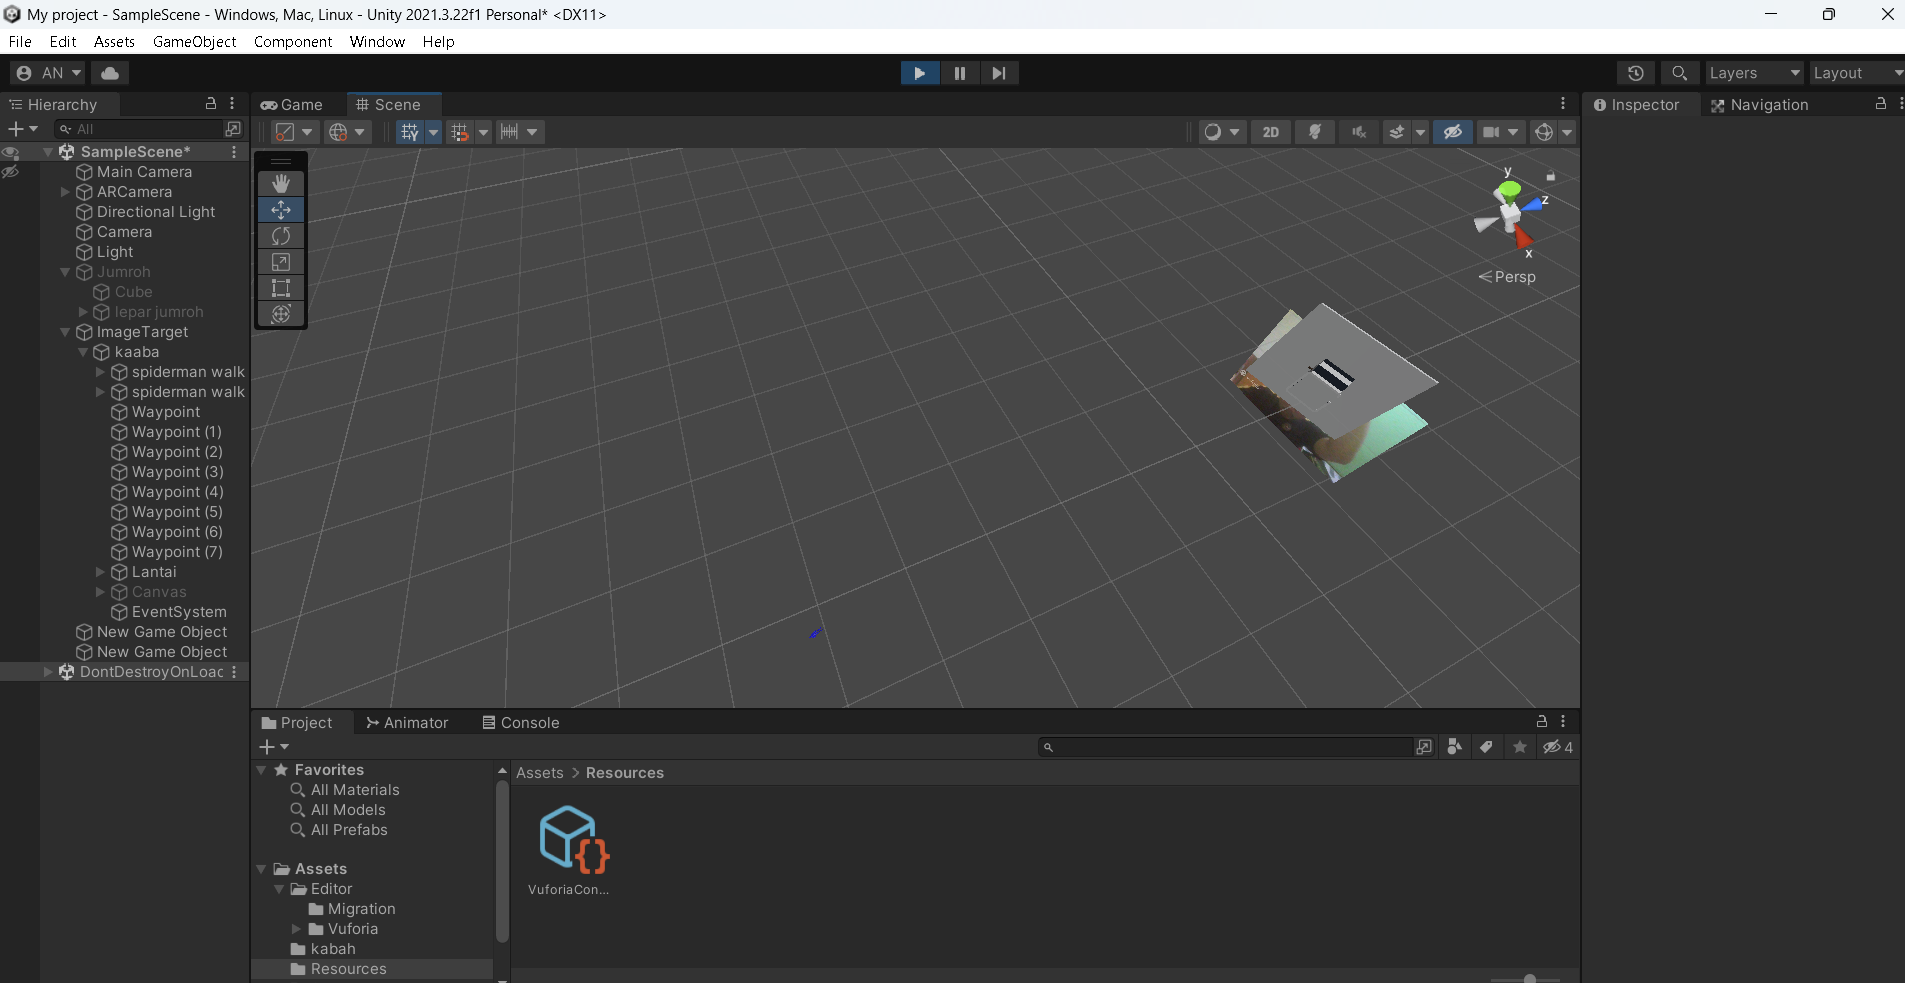 My project - SampleScene - Windows, Mac, Linux - Unity 2021.3.22f1 Personal* <DX11>
File Edit Assets GameObject Component Window Help
AN Layers Layout
Hierarchy
All
SampleScene*
Main Camera
ARCamera
Directional Light
Camera
Light
Jumroh
Cube
lepar jumroh
ImageTarget
kaaba
spiderman walk
spiderman walk
Waypoint
Waypoint (1)
Waypoint (2)
Waypoint (3)
Waypoint (4)
Waypoint (5)
Waypoint (6)
Waypoint (7)
Lantai
Canvas
EventSystem
New Game Object
New Game Object
DontDestroyOnLoad
Game Scene
2D
y
z
x
Persp
Inspector Navigation
Project Animator Console
4
Favorites
All Materials
All Models
All Prefabs
Assets
Editor
Migration
Vuforia
kabah
Resources
Assets > Resources
VuforiaCon...